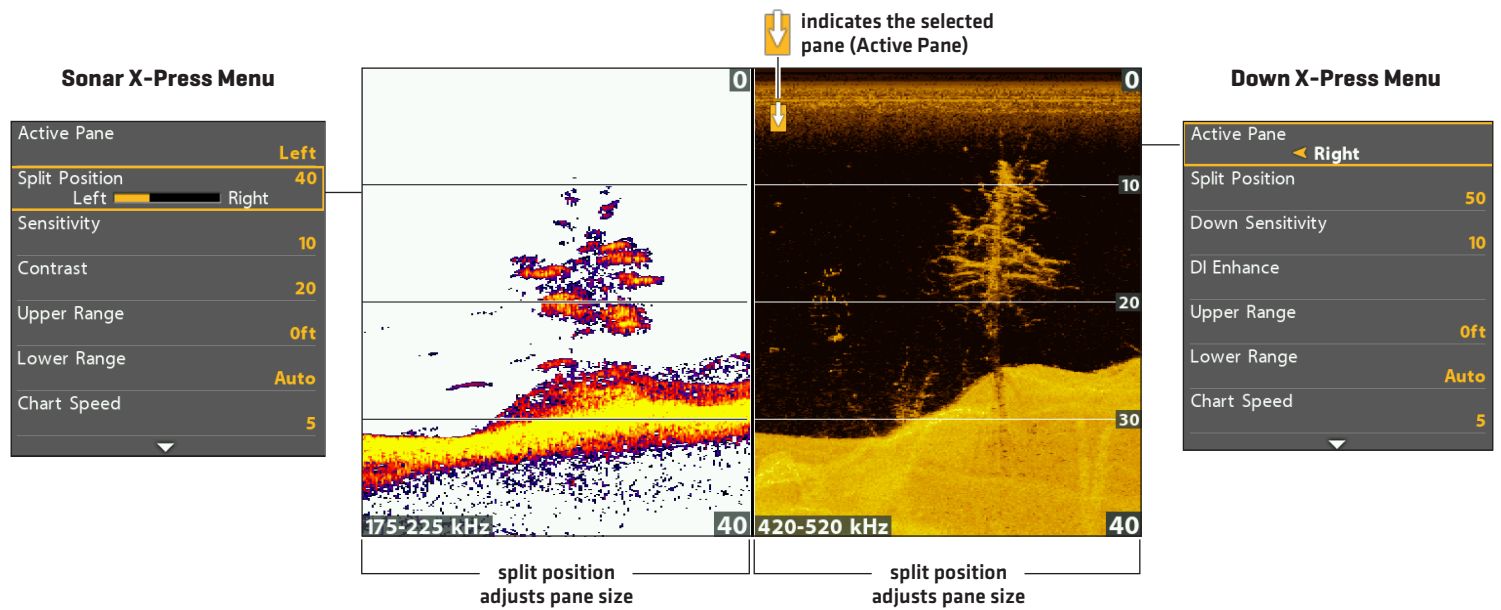 indicates the selected
pane (Active Pane)
Sonar X-Press Menu
Active Pane
Left
Split Position 40
Left Right
Sensitivity
10
Contrast
20
Upper Range
0ft
Lower Range
Auto
Chart Speed
5
0
175-225 kHz 40
split position
adjusts pane size
0
10
20
30
420-520 kHz 40
split position
adjusts pane size
Down X-Press Menu
Active Pane
Right
Split Position
50
Down Sensitivity
10
DI Enhance
Upper Range
0ft
Lower Range
Auto
Chart Speed
5